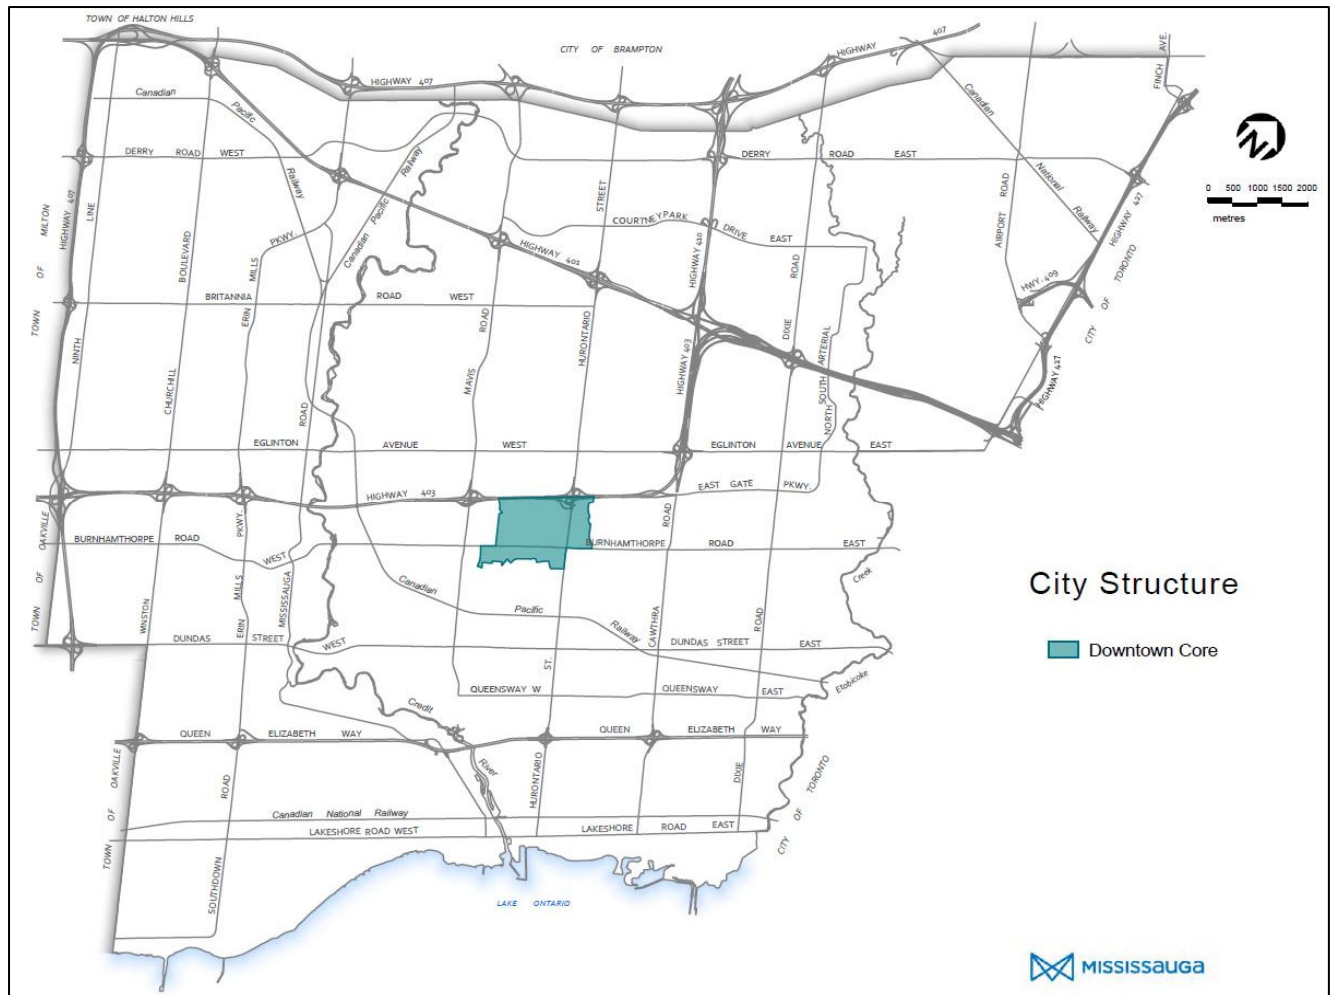 TOWN OF HALTON HILLS
CITY OF BRAMPTON
HIGHWAY 407
HIGHWAY 407
FINCH AVE.
Canadian Pacific Railway
Canadian Pacific Railway
Canadian National Railway
DERRY ROAD WEST
DERRY ROAD EAST
N
0 500 1000 1500 2000
metres
TOWN OF MILTON
HIGHWAY 407
NINTH LINE
CHURCHILL BOULEVARD
ERIN MILLS PKWY.
STREET
COURTNEYPARK DRIVE EAST
HIGHWAY 410
AIRPORT ROAD
HIGHWAY 427
CITY OF TORONTO
HIGHWAY 401
HWY. 409
BRITANNIA ROAD WEST
MAVIS ROAD
HURONTARIO
HIGHWAY 403
DIXIE ROAD
NORTH SOUTH ARTERIAL
HIGHWAY 427
ROAD
EGLINTON AVENUE WEST
EGLINTON AVENUE EAST
HIGHWAY 403
EAST GATE PKWY.
TOWN OF OAKVILLE
BURNHAMTHORPE ROAD WEST
BURNHAMTHORPE ROAD EAST
WINSTON
ERIN MILLS PKWY.
MISSISSAUGA
Canadian Pacific Railway
CAWTHRA ROAD
ROAD
Creek
City Structure
Downtown Core
DUNDAS STREET WEST
DUNDAS STREET EAST
ST.
QUEENSWAY W
QUEENSWAY EAST
Etobicoke
Credit River
QUEEN ELIZABETH WAY
QUEEN ELIZABETH WAY
TOWN OF OAKVILLE
SOUTHDOWN ROAD
HURONTARIO
DIXIE
CITY OF TORONTO
Canadian National Railway
LAKESHORE ROAD WEST
LAKESHORE ROAD EAST
LAKE ONTARIO
MISSISSAUGA